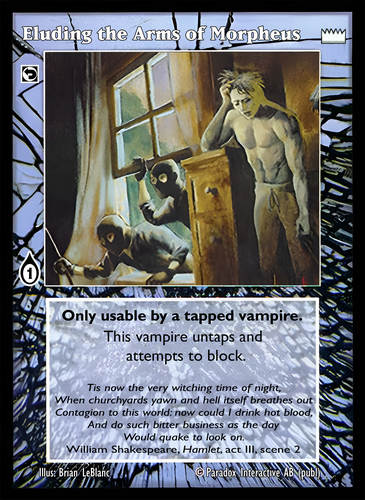 Eluding the Arms of Morpheus
1
Only usable by a tapped vampire.
This vampire untaps and
attempts to block.
Tis now the very witching time of night,
When churchyards yawn and hell itself breathes out
Contagion to this world: now could I drink hot blood,
And do such bitter business as the day
Would quake to look on.
William Shakespeare, Hamlet, act III, scene 2
Illus: Brian LeBlanc
© Paradox Interactive AB. (publ)